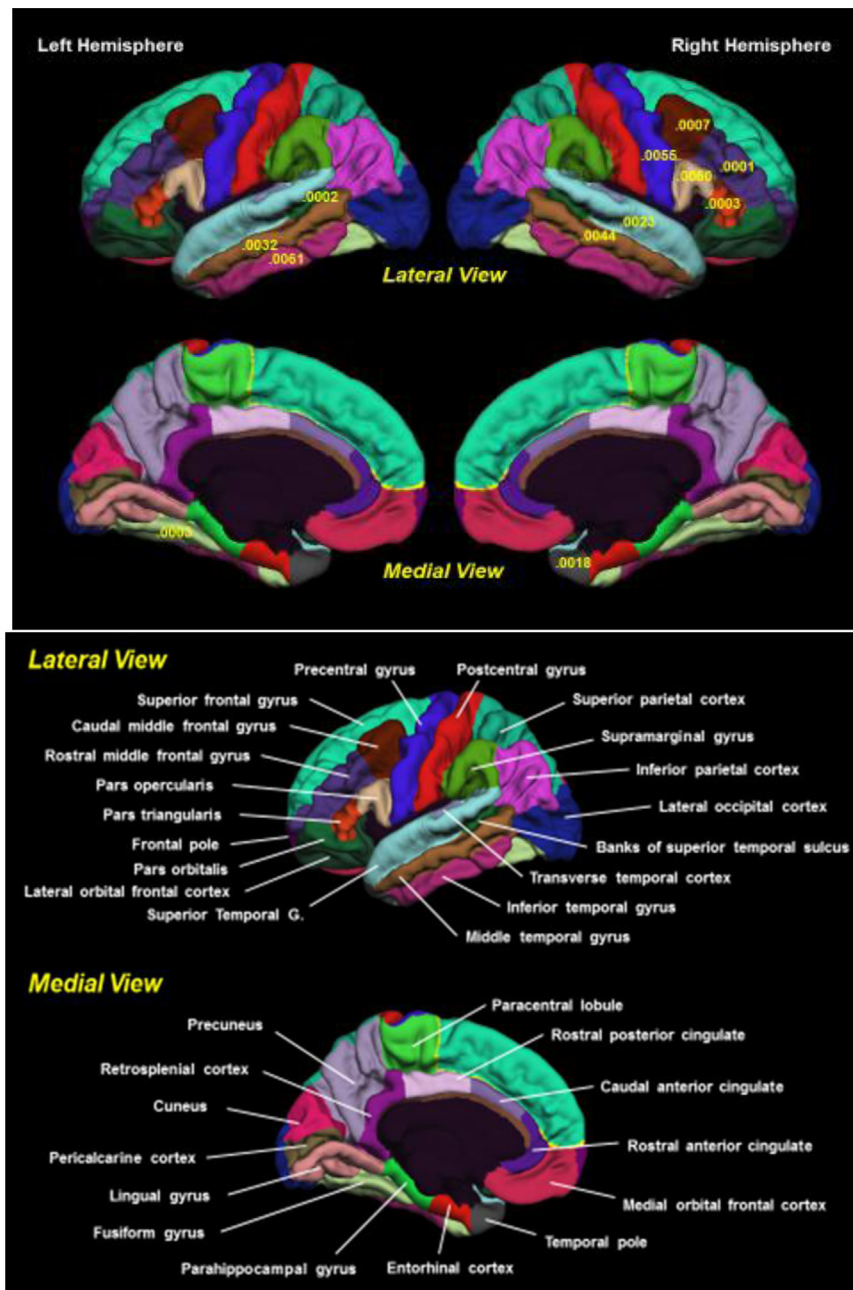 Left Hemisphere
Right Hemisphere
.0007
.0055
.0001
.0060
.0003
.0002
.0023
.0032
.0044
.0061
Lateral View
.0003
Medial View
.0018
Lateral View
Precentral gyrus
Postcentral gyrus
Superior frontal gyrus
Superior parietal cortex
Caudal middle frontal gyrus
Supramarginal gyrus
Rostral middle frontal gyrus
Inferior parietal cortex
Pars opercularis
Lateral occipital cortex
Pars triangularis
Frontal pole
Banks of superior temporal sulcus
Pars orbitalis
Transverse temporal cortex
Lateral orbital frontal cortex
Inferior temporal gyrus
Superior Temporal G.
Middle temporal gyrus
Medial View
Paracentral lobule
Precuneus
Rostral posterior cingulate
Retrosplenial cortex
Caudal anterior cingulate
Cuneus
Pericalcarine cortex
Rostral anterior cingulate
Lingual gyrus
Medial orbital frontal cortex
Fusiform gyrus
Temporal pole
Parahippocampal gyrus
Entorhinal cortex